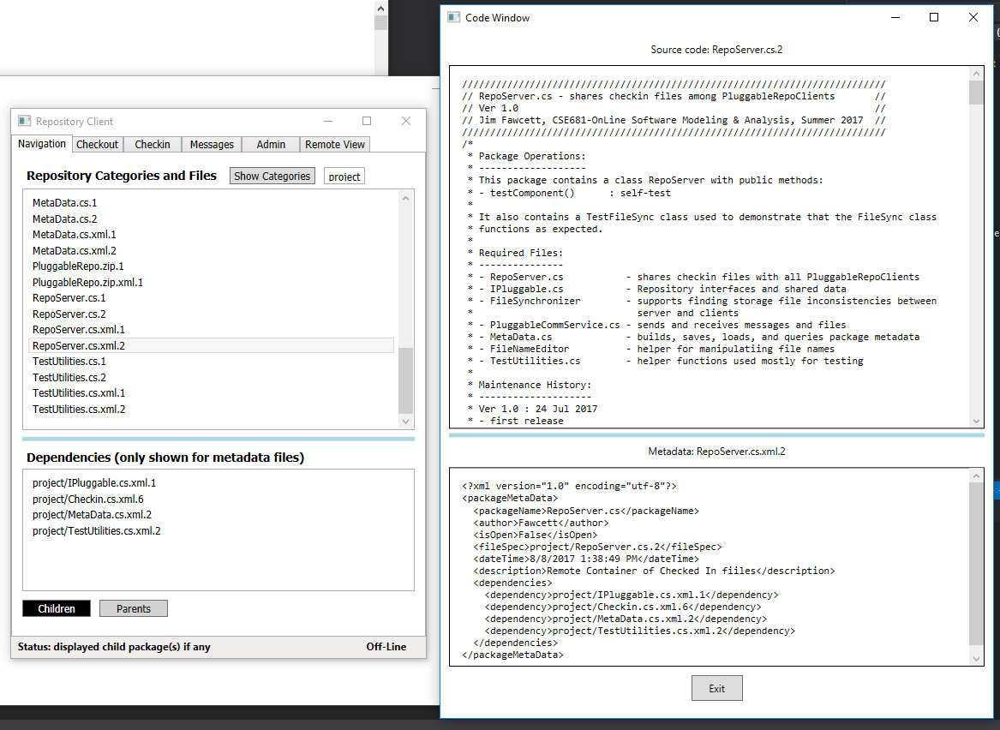 Repository Client
Navigation Checkout Checkin Messages Admin Remote View
Repository Categories and Files Show Categories project
MetaData.cs.1
MetaData.cs.2
MetaData.cs.xml.1
MetaData.cs.xml.2
PluggableRepo.zip.1
PluggableRepo.zip.xml.1
RepoServer.cs.1
RepoServer.cs.2
RepoServer.cs.xml.1
RepoServer.cs.xml.2
TestUtilities.cs.1
TestUtilities.cs.2
TestUtilities.cs.xml.1
TestUtilities.cs.xml.2
Dependencies (only shown for metadata files)
project/IPluggable.cs.xml.1
project/Checkin.cs.xml.6
project/MetaData.cs.xml.2
project/TestUtilities.cs.xml.2
Children Parents
Status: displayed child package(s) if any Off-Line
Code Window
Source code: RepoServer.cs.2
///////////////////////////////////////////////////////////////////////////
// RepoServer.cs - shares checkin files among PluggableRepoClients       //
// Ver 1.0                                                               //
// Jim Fawcett, CSE681-OnLine Software Modeling & Analysis, Summer 2017  //
///////////////////////////////////////////////////////////////////////////
/*
 * Package Operations:
 * -------------------
 * This package contains a class RepoServer with public methods:
 * - testComponent()      : self-test
 *
 * It also contains a TestFileSync class used to demonstrate that the FileSync class
 * functions as expected.
 *
 * Required Files:
 * ---------------
 * - RepoServer.cs           - shares checkin files with all PluggableRepoClients
 * - IPluggable.cs           - Repository interfaces and shared data
 * - FileSynchronizer        - supports finding storage file inconsistencies between
 *                             server and clients
 * - PluggableCommService.cs - sends and receives messages and files
 * - MetaData.cs             - builds, saves, loads, and queries package metadata
 * - FileNameEditor          - helper for manipulatiing file names
 * - TestUtilities.cs        - helper functions used mostly for testing
 *
 * Maintenance History:
 * --------------------
 * Ver 1.0 : 24 Jul 2017
 * - first release
Metadata: RepoServer.cs.xml.2
<?xml version="1.0" encoding="utf-8"?>
<packageMetaData>
  <packageName>RepoServer.cs</packageName>
  <author>Fawcett</author>
  <isOpen>False</isOpen>
  <fileSpec>project/RepoServer.cs.2</fileSpec>
  <dateTime>8/8/2017 1:38:49 PM</dateTime>
  <description>Remote Container of Checked In fiiles</description>
  <dependencies>
    <dependency>project/IPluggable.cs.xml.1</dependency>
    <dependency>project/Checkin.cs.xml.6</dependency>
    <dependency>project/MetaData.cs.xml.2</dependency>
    <dependency>project/TestUtilities.cs.xml.2</dependency>
  </dependencies>
</packageMetaData>
Exit